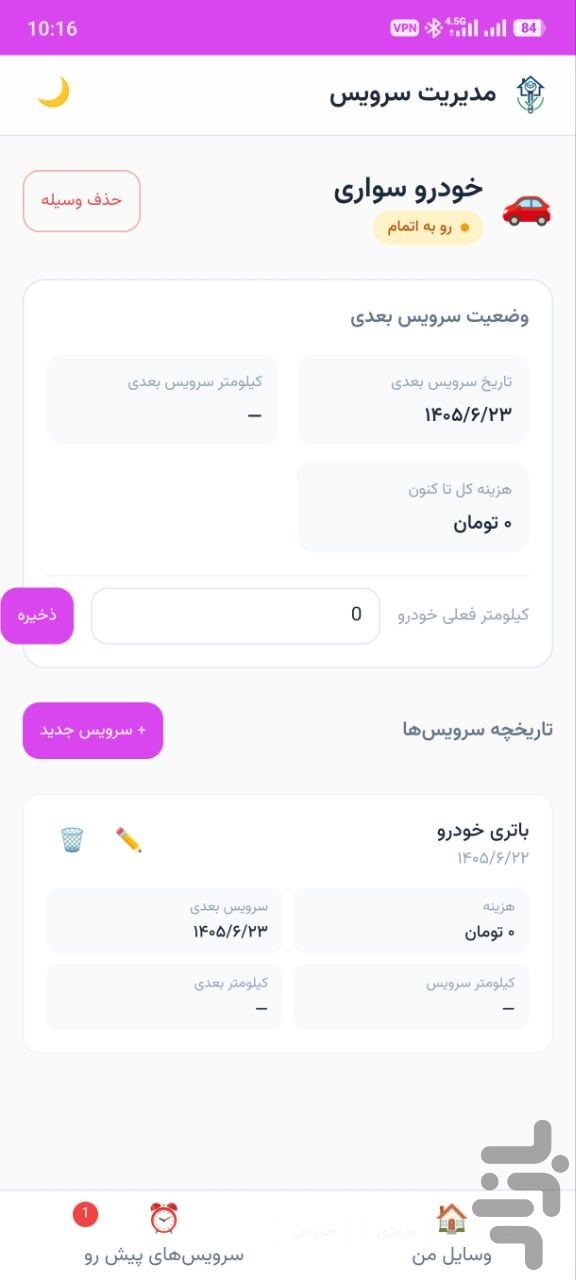 10:16 VPN 4.5G 84
مدیریت سرویس
خودرو سواری
حذف وسیله
رو به اتمام
وضعیت سرویس بعدی
تاریخ سرویس بعدی
۱۴۰۵/۶/۲۳
کیلومتر سرویس بعدی
—
هزینه کل تا کنون
۰ تومان
کیلومتر فعلی خودرو 0 ذخیره
تاریخچه سرویس‌ها + سرویس جدید
باتری خودرو
۱۴۰۵/۶/۲۲
هزینه
۰ تومان
سرویس بعدی
۱۴۰۵/۶/۲۳
کیلومتر سرویس
—
کیلومتر بعدی
—
وسایل من
1
سرویس‌های پیش رو